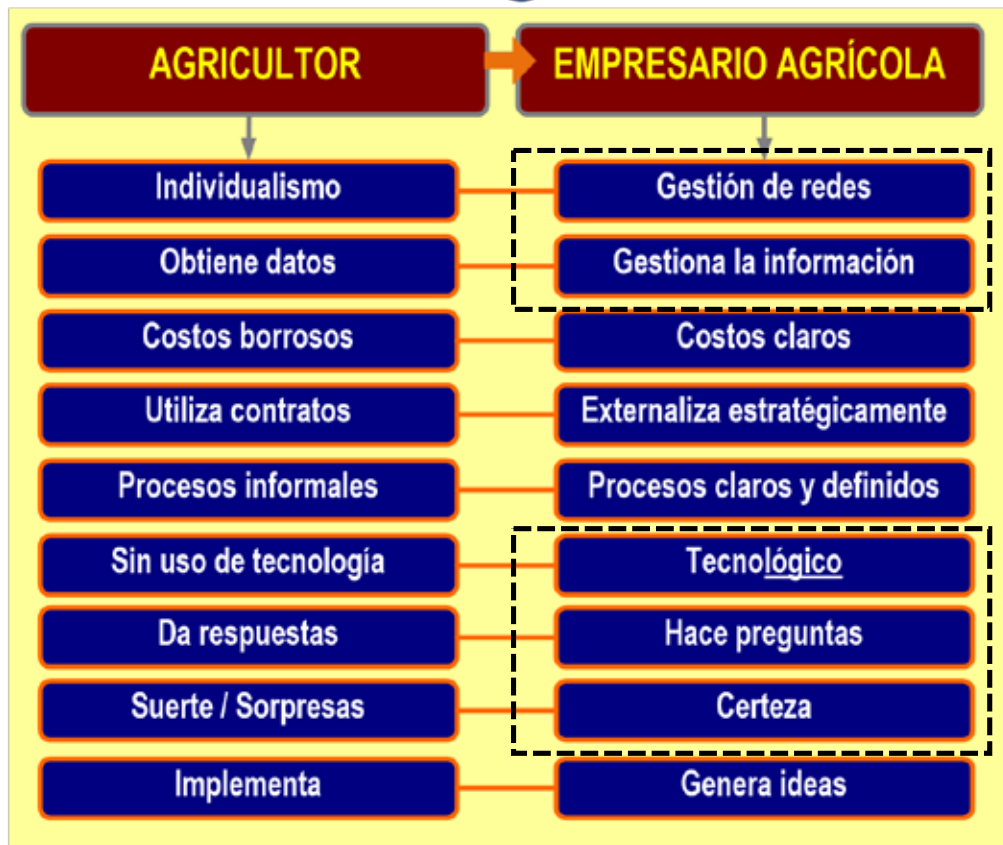 AGRICULTOR
EMPRESARIO AGRÍCOLA
Individualismo
Gestión de redes
Obtiene datos
Gestiona la información
Costos borrosos
Costos claros
Utiliza contratos
Externaliza estratégicamente
Procesos informales
Procesos claros y definidos
Sin uso de tecnología
Tecnológico
Da respuestas
Hace preguntas
Suerte / Sorpresas
Certeza
Implementa
Genera ideas